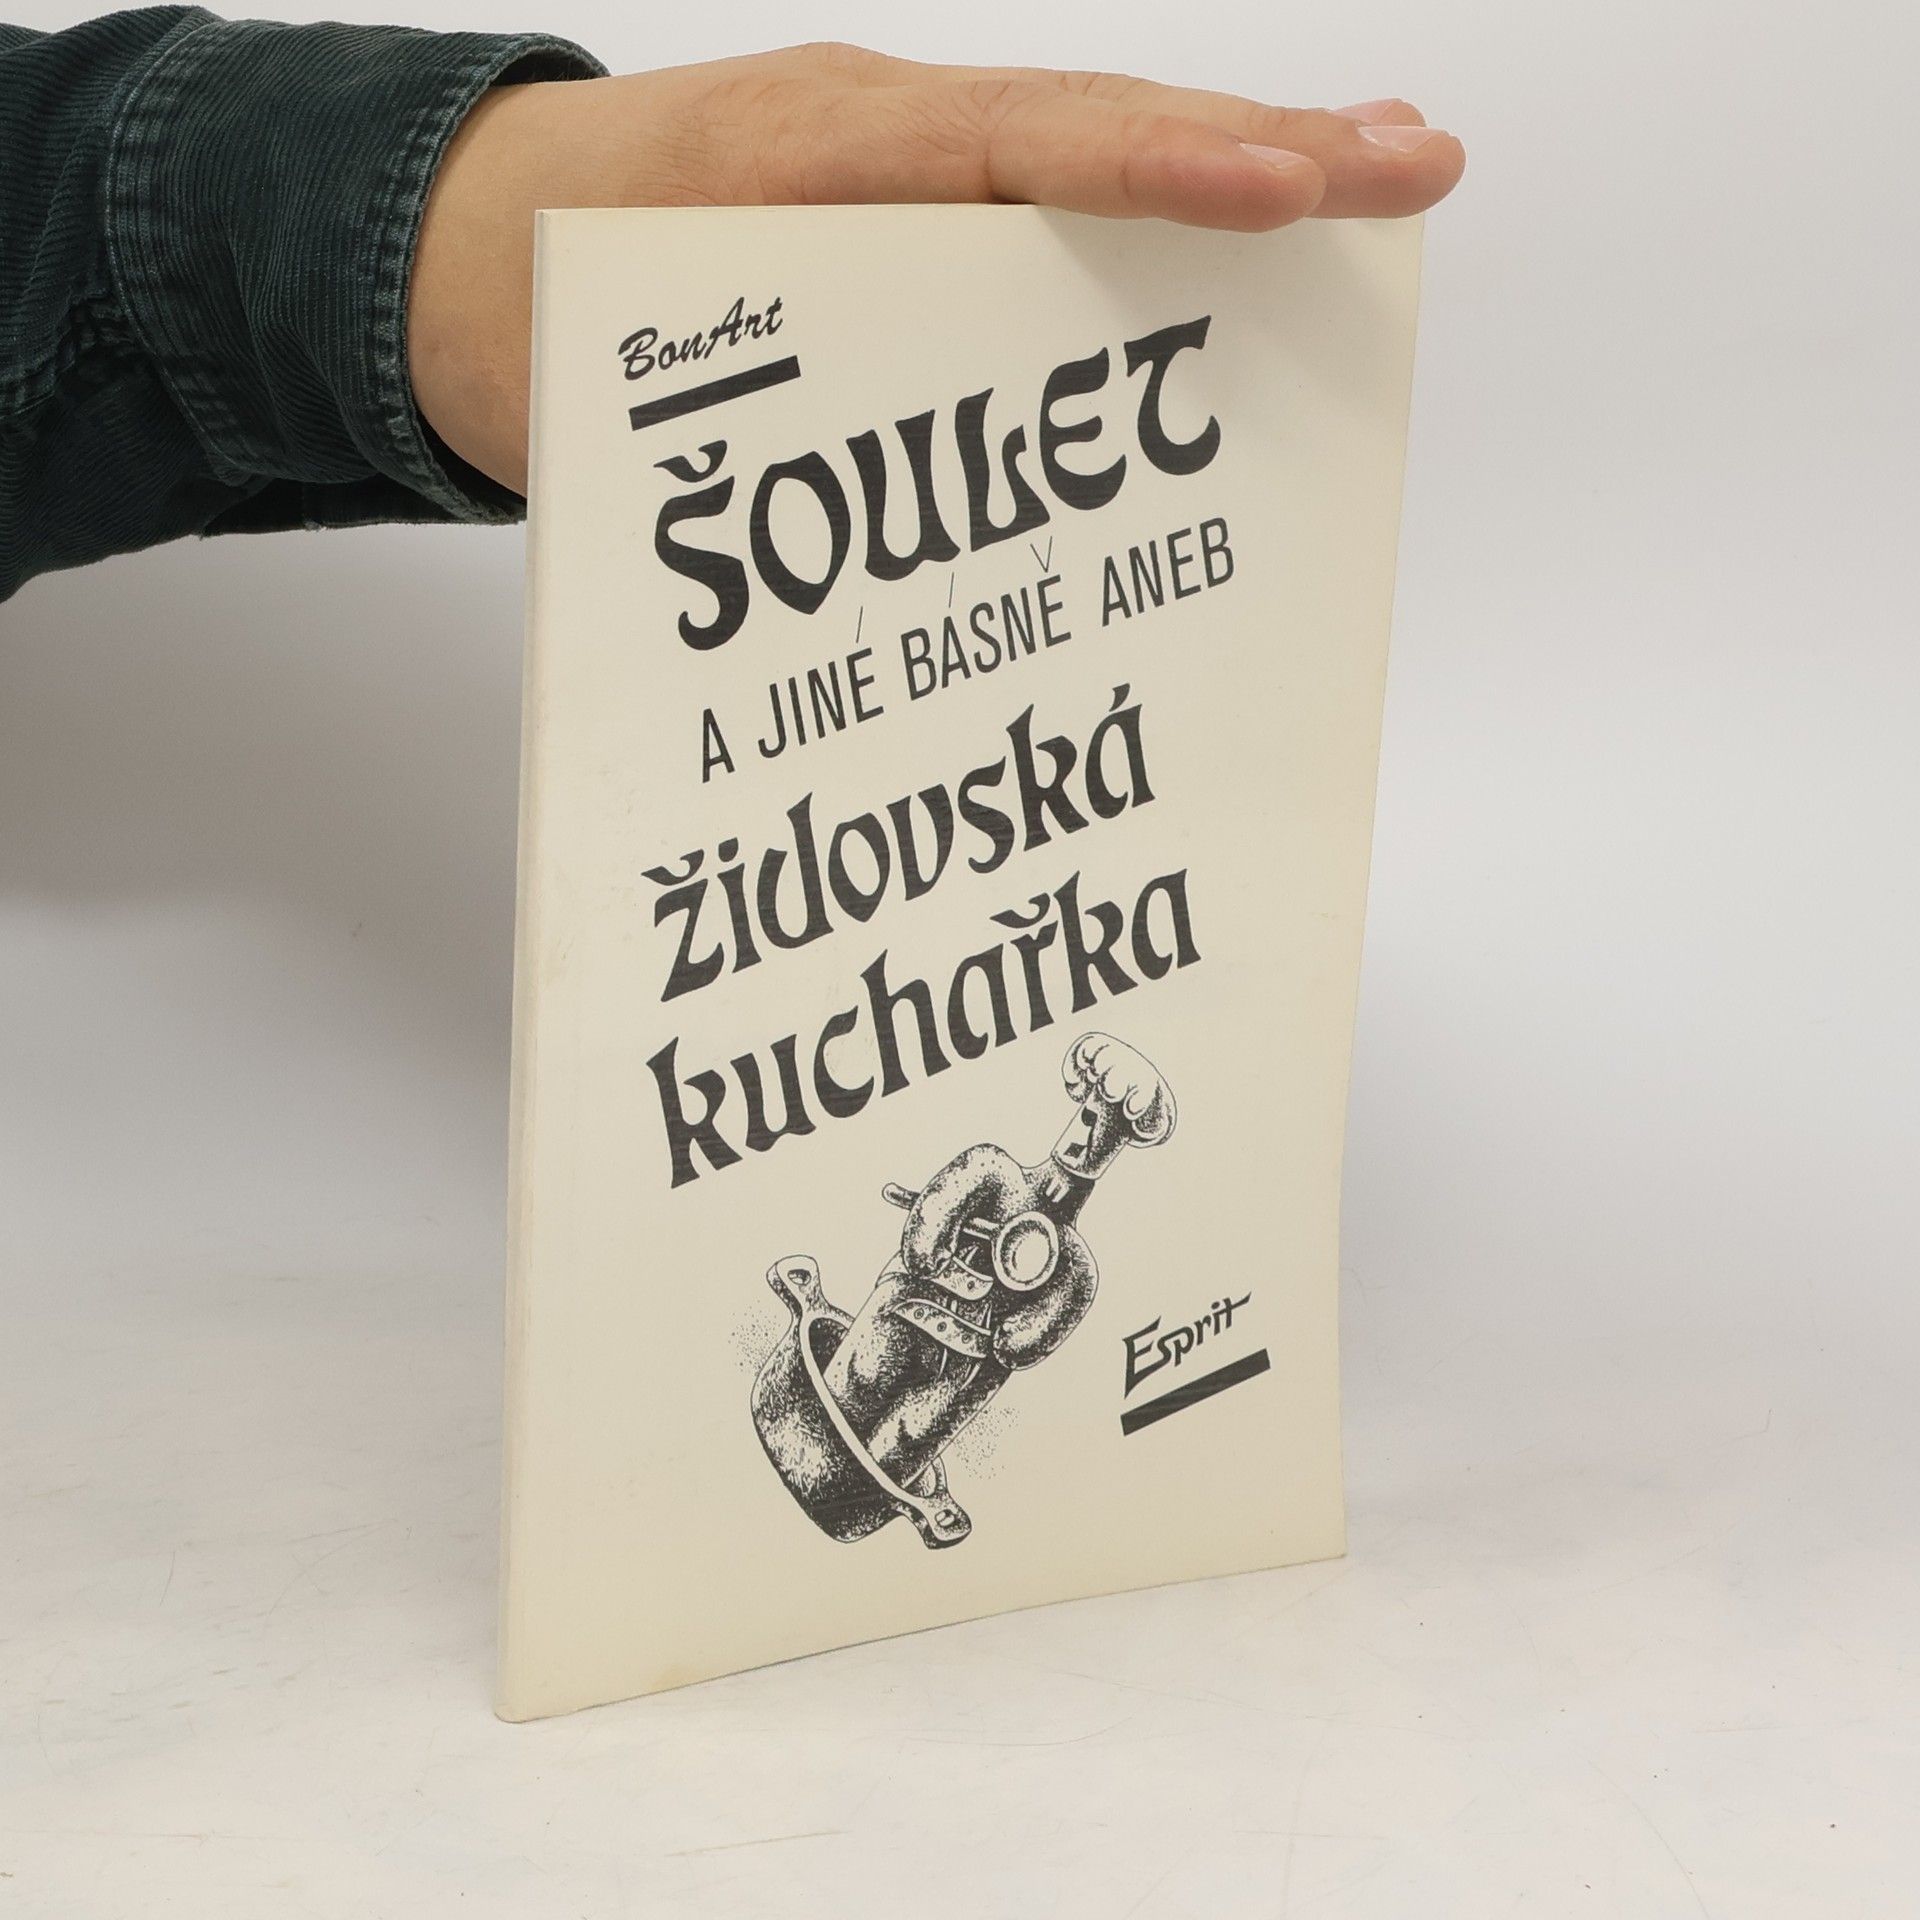 BonArt
ŠOULET
A JINÉ BÁSNĚ ANEB
židovská
kuchařka
Esprit